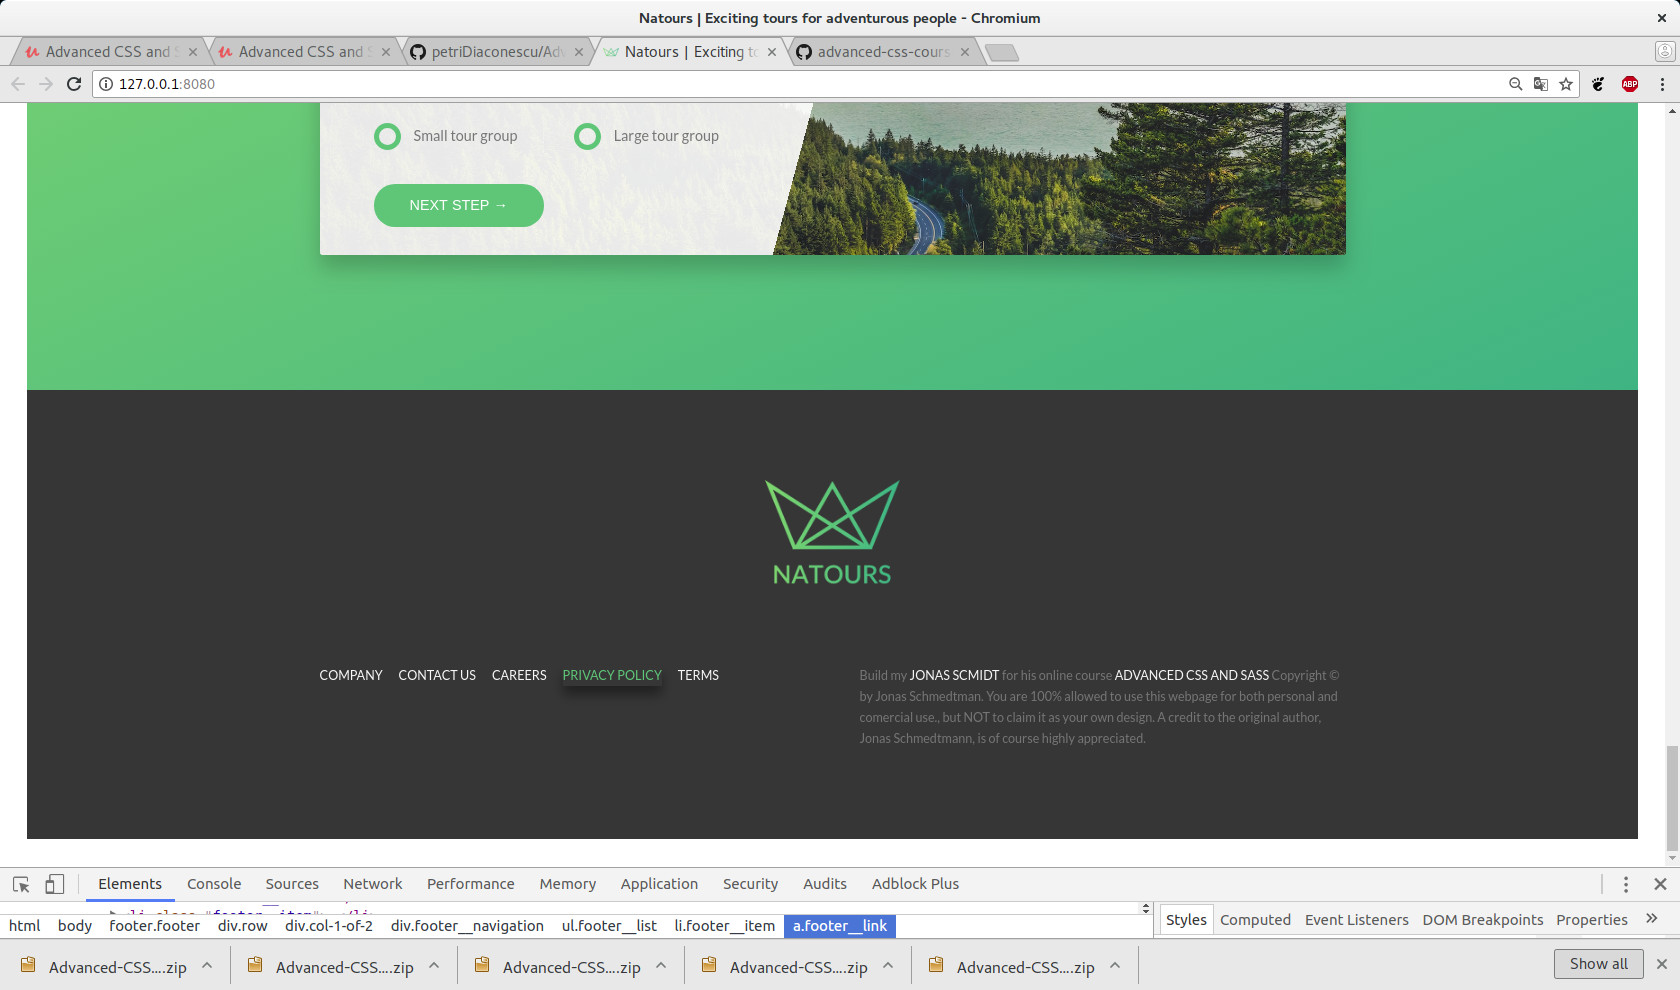 Natours | Exciting tours for adventurous people - Chromium
Advanced CSS and S
Advanced CSS and S
petriDiaconescu/Adv
Natours | Exciting to
advanced-css-cours
127.0.0.1:8080
ABP
Small tour group
Large tour group
NEXT STEP →
NATOURS
COMPANY CONTACT US CAREERS PRIVACY POLICY TERMS
Build my JONAS SCMIDT for his online course ADVANCED CSS AND SASS Copyright ©
by Jonas Schmedtman. You are 100% allowed to use this webpage for both personal and
comercial use., but NOT to claim it as your own design. A credit to the original author,
Jonas Schmedtmann, is of course highly appreciated.
Elements Console Sources Network Performance Memory Application Security Audits Adblock Plus
html body footer.footer div.row div.col-1-of-2 div.footer__navigation ul.footer__list li.footer__item a.footer__link
Styles Computed Event Listeners DOM Breakpoints Properties
Advanced-CSS....zip
Advanced-CSS....zip
Advanced-CSS....zip
Advanced-CSS....zip
Advanced-CSS....zip
Show all